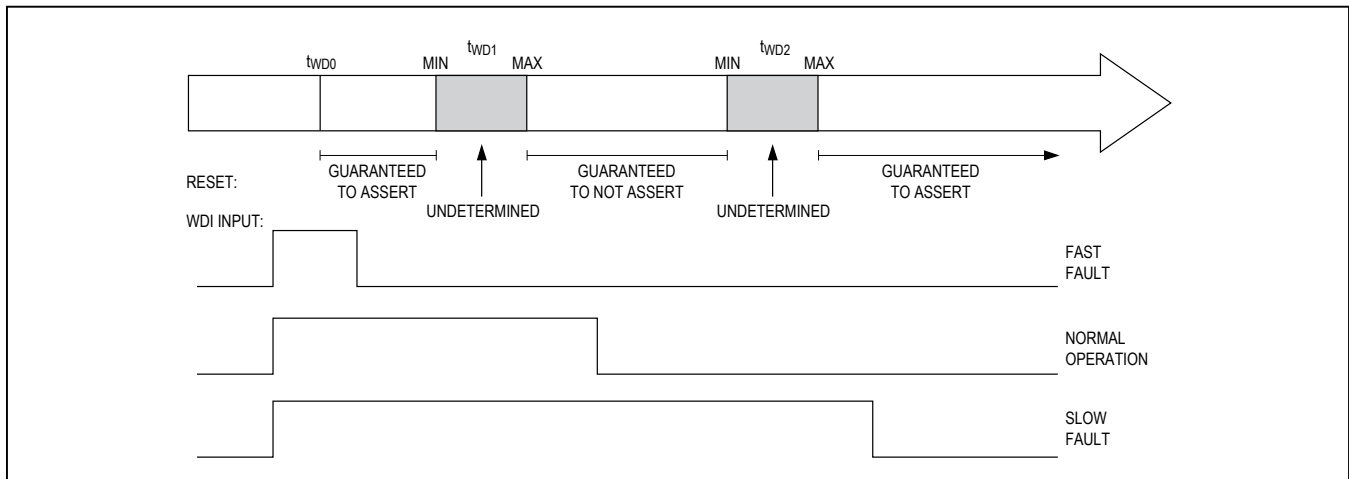 tWD0
MIN
tWD1
MAX
MIN
tWD2
MAX
RESET:
GUARANTEED
TO ASSERT
UNDETERMINED
GUARANTEED
TO NOT ASSERT
UNDETERMINED
GUARANTEED
TO ASSERT
WDI INPUT:
FAST
FAULT
NORMAL
OPERATION
SLOW
FAULT